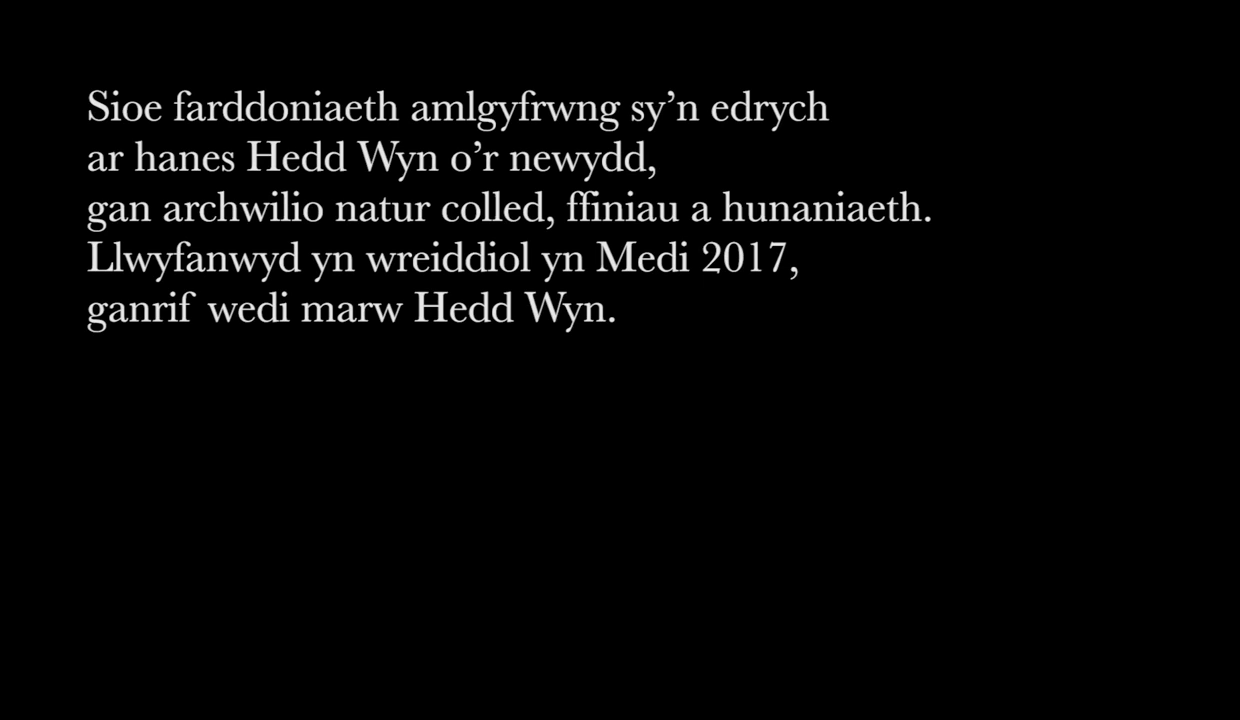 Sioe farddoniaeth amlgyfrwng sy’n edrych
ar hanes Hedd Wyn o’r newydd,
gan archwilio natur colled, ffiniau a hunaniaeth.
Llwyfanwyd yn wreiddiol yn Medi 2017,
ganrif wedi marw Hedd Wyn.